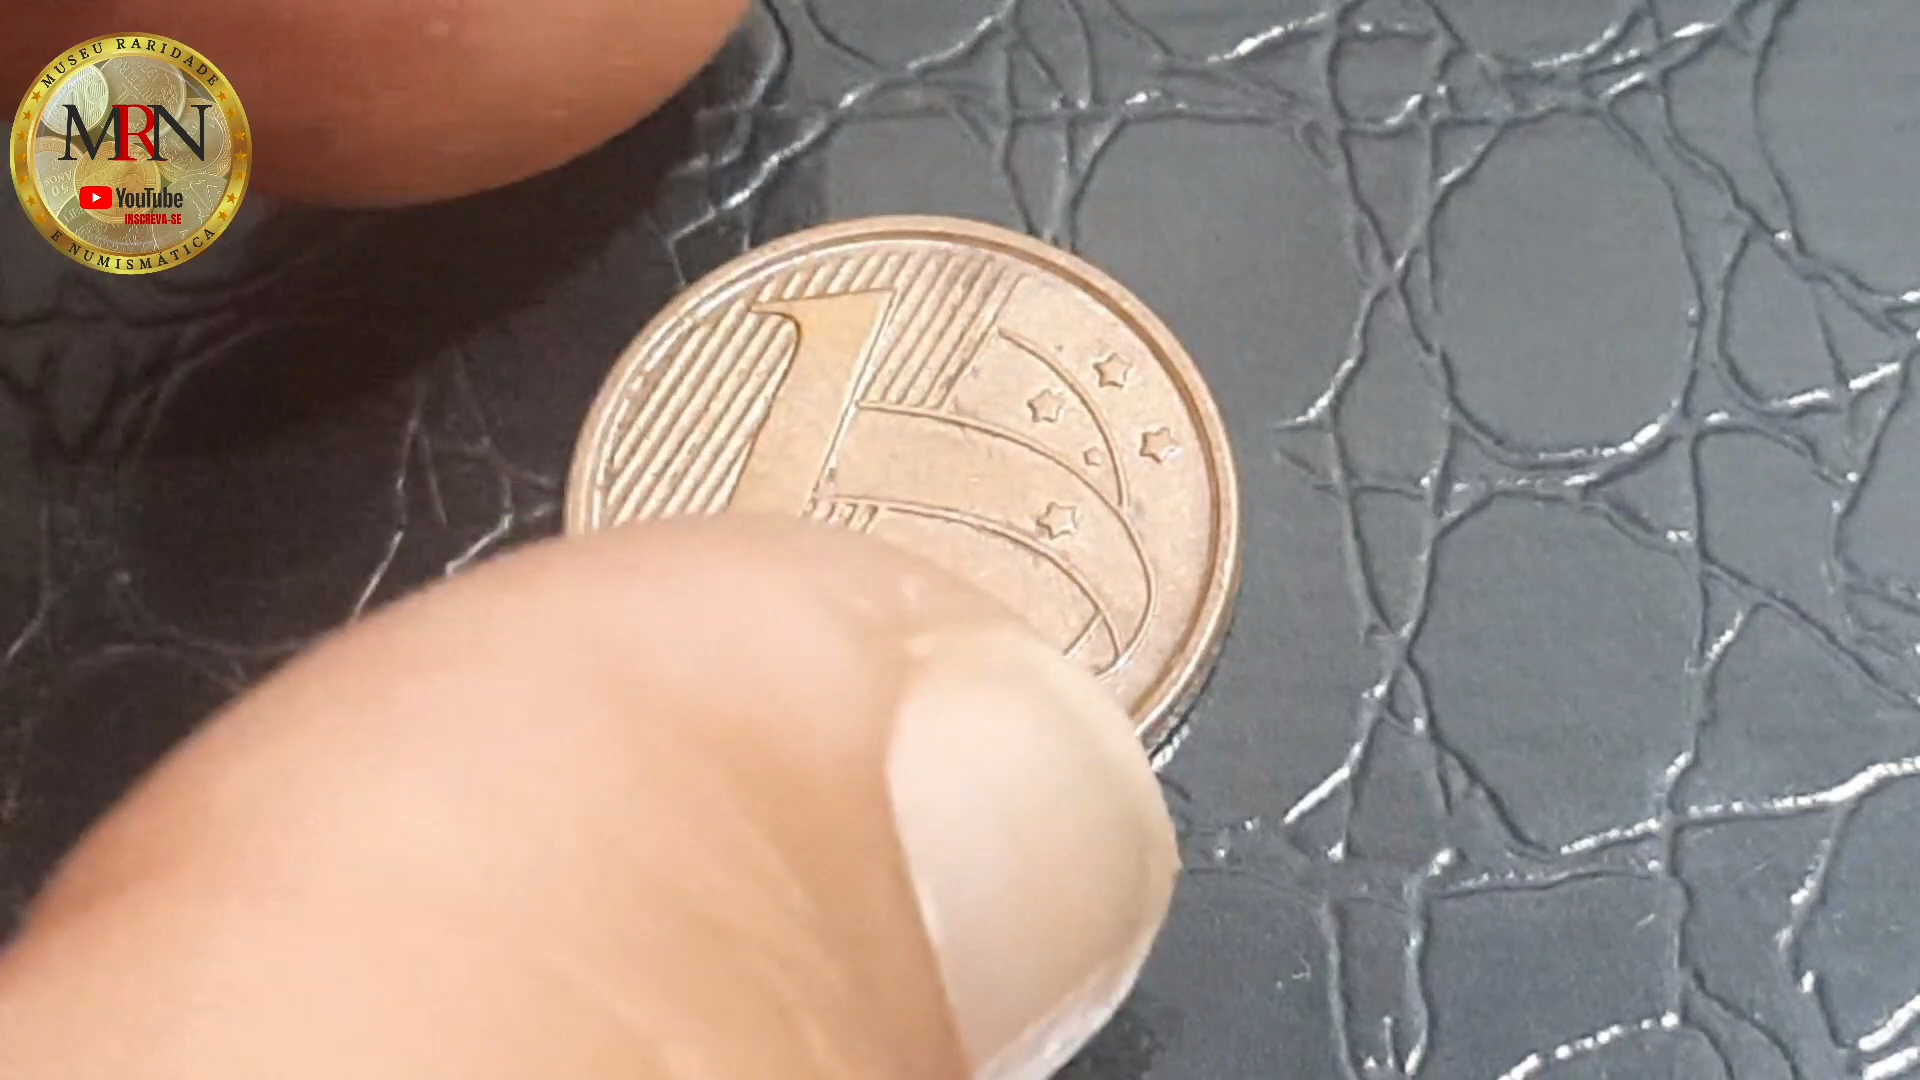 MUSEU RARIDADE
MRN
YouTube
INSCREVA-SE
E NUMISMÁTICA
1